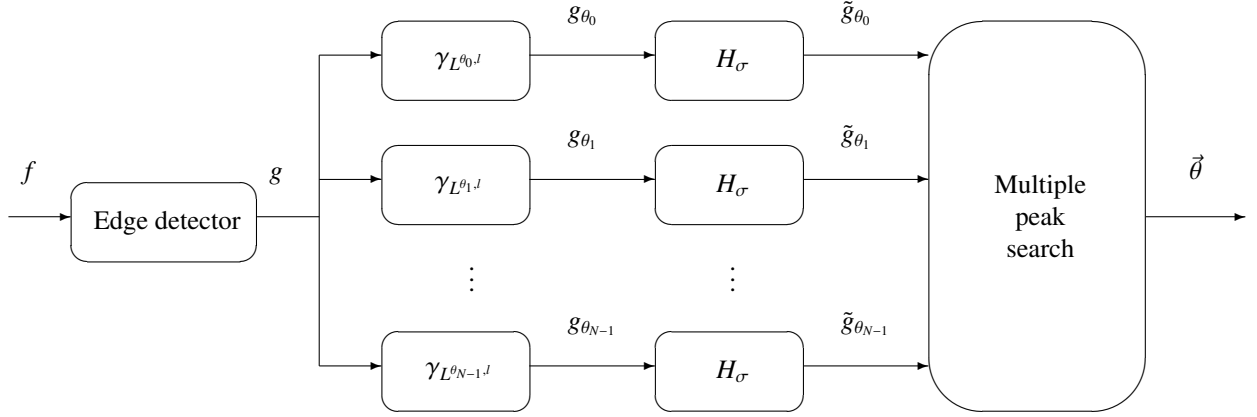 f
Edge detector
g
γ_{L^{θ_0,l}}
g_{θ_0}
H_σ
g̃_{θ_0}
γ_{L^{θ_1,l}}
g_{θ_1}
H_σ
g̃_{θ_1}
⋮
⋮
γ_{L^{θ_{N−1},l}}
g_{θ_{N−1}}
H_σ
g̃_{θ_{N−1}}
Multiple
peak
search
θ⃗